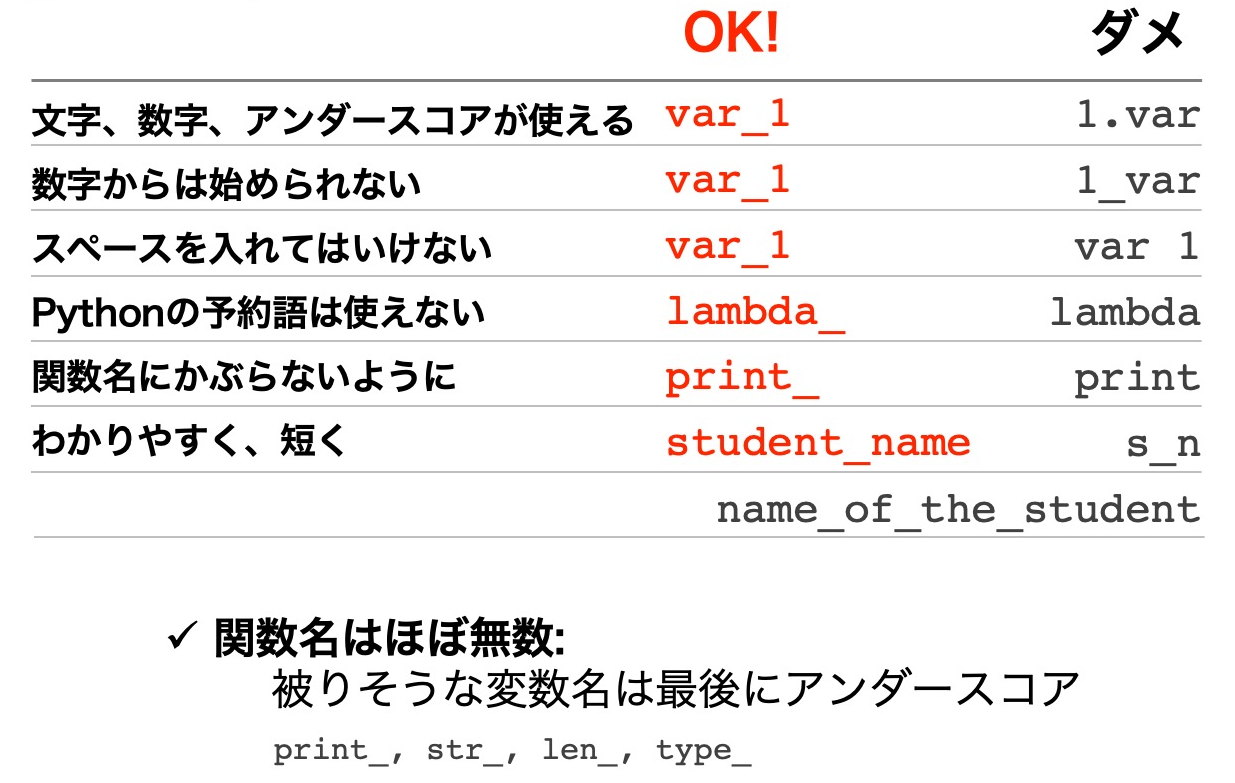 OK! ダメ
文字、数字、アンダースコアが使える var_1 1.var
数字からは始められない var_1 1_var
スペースを入れてはいけない var_1 var 1
Pythonの予約語は使えない lambda_ lambda
関数名にかぶらないように print_ print
わかりやすく、短く student_name s_n
name_of_the_student
✓ 関数名はほぼ無数:
被りそうな変数名は最後にアンダースコア
print_, str_, len_, type_